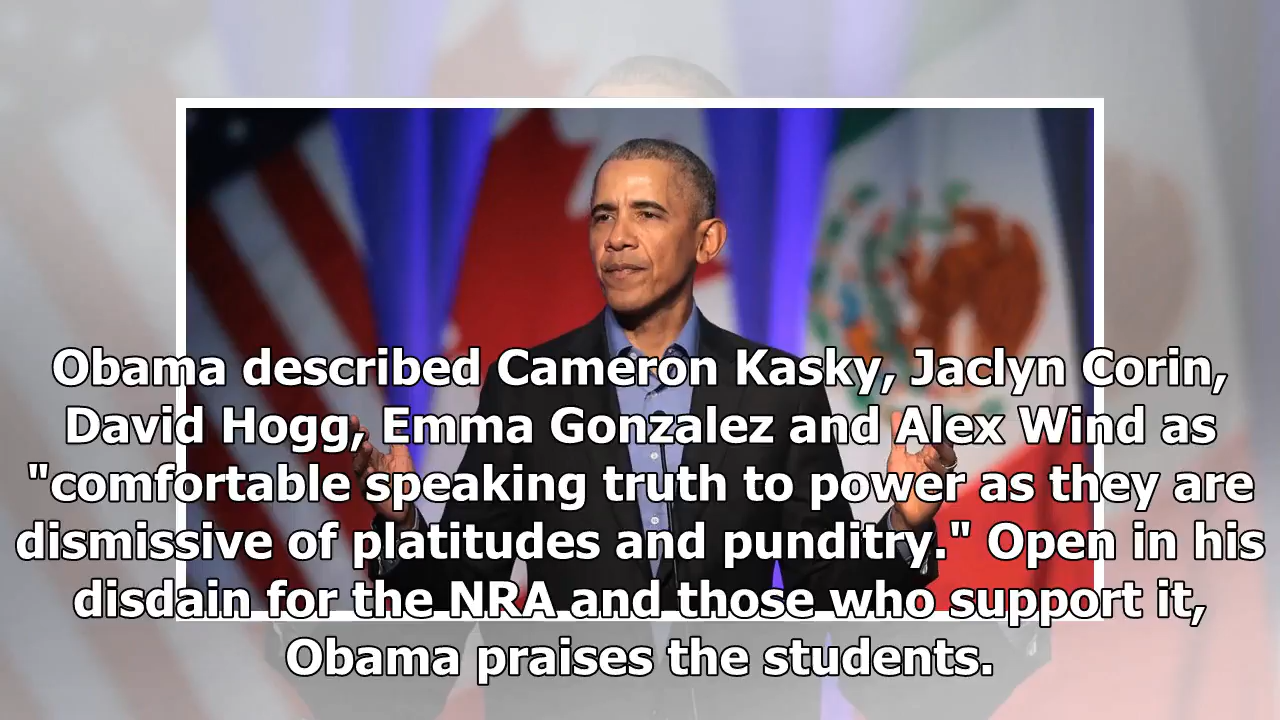 Obama described Cameron Kasky, Jaclyn Corin,
David Hogg, Emma Gonzalez and Alex Wind as
"comfortable speaking truth to power as they are
dismissive of platitudes and punditry." Open in his
disdain for the NRA and those who support it,
Obama praises the students.